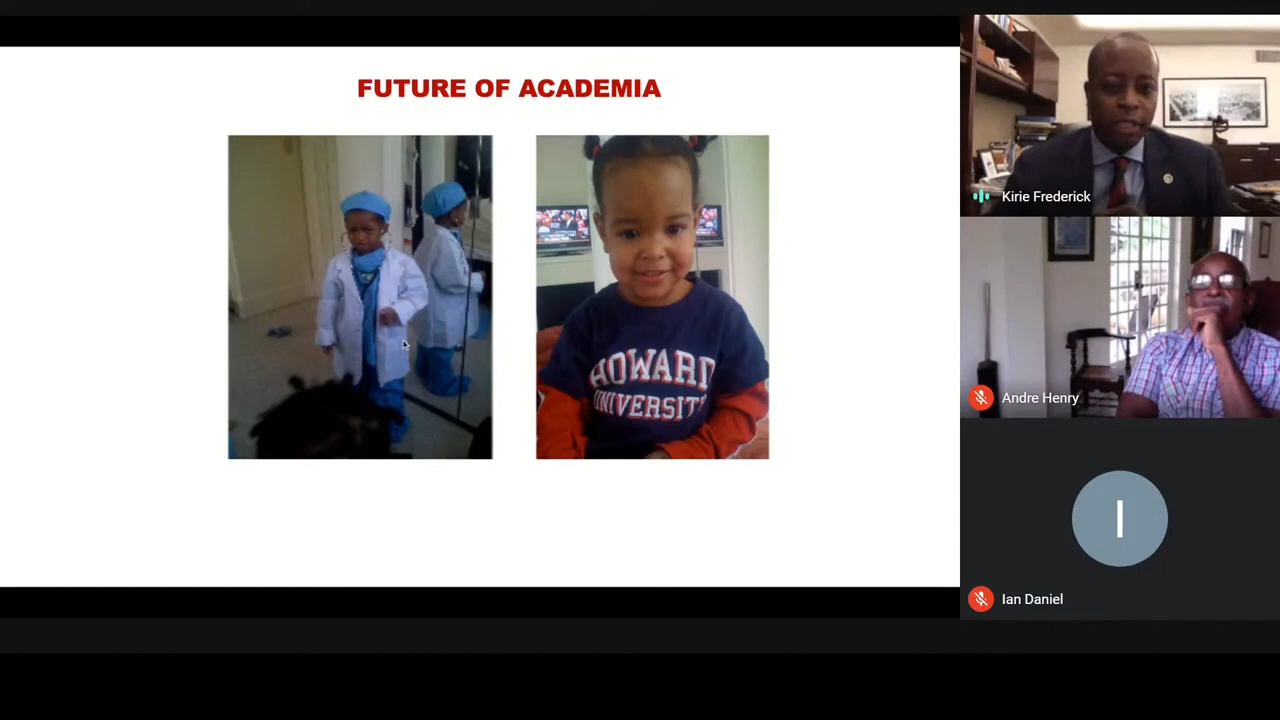 FUTURE OF ACADEMIA
HOWARD
UNIVERSITY
Kirie Frederick
Andre Henry
I
Ian Daniel